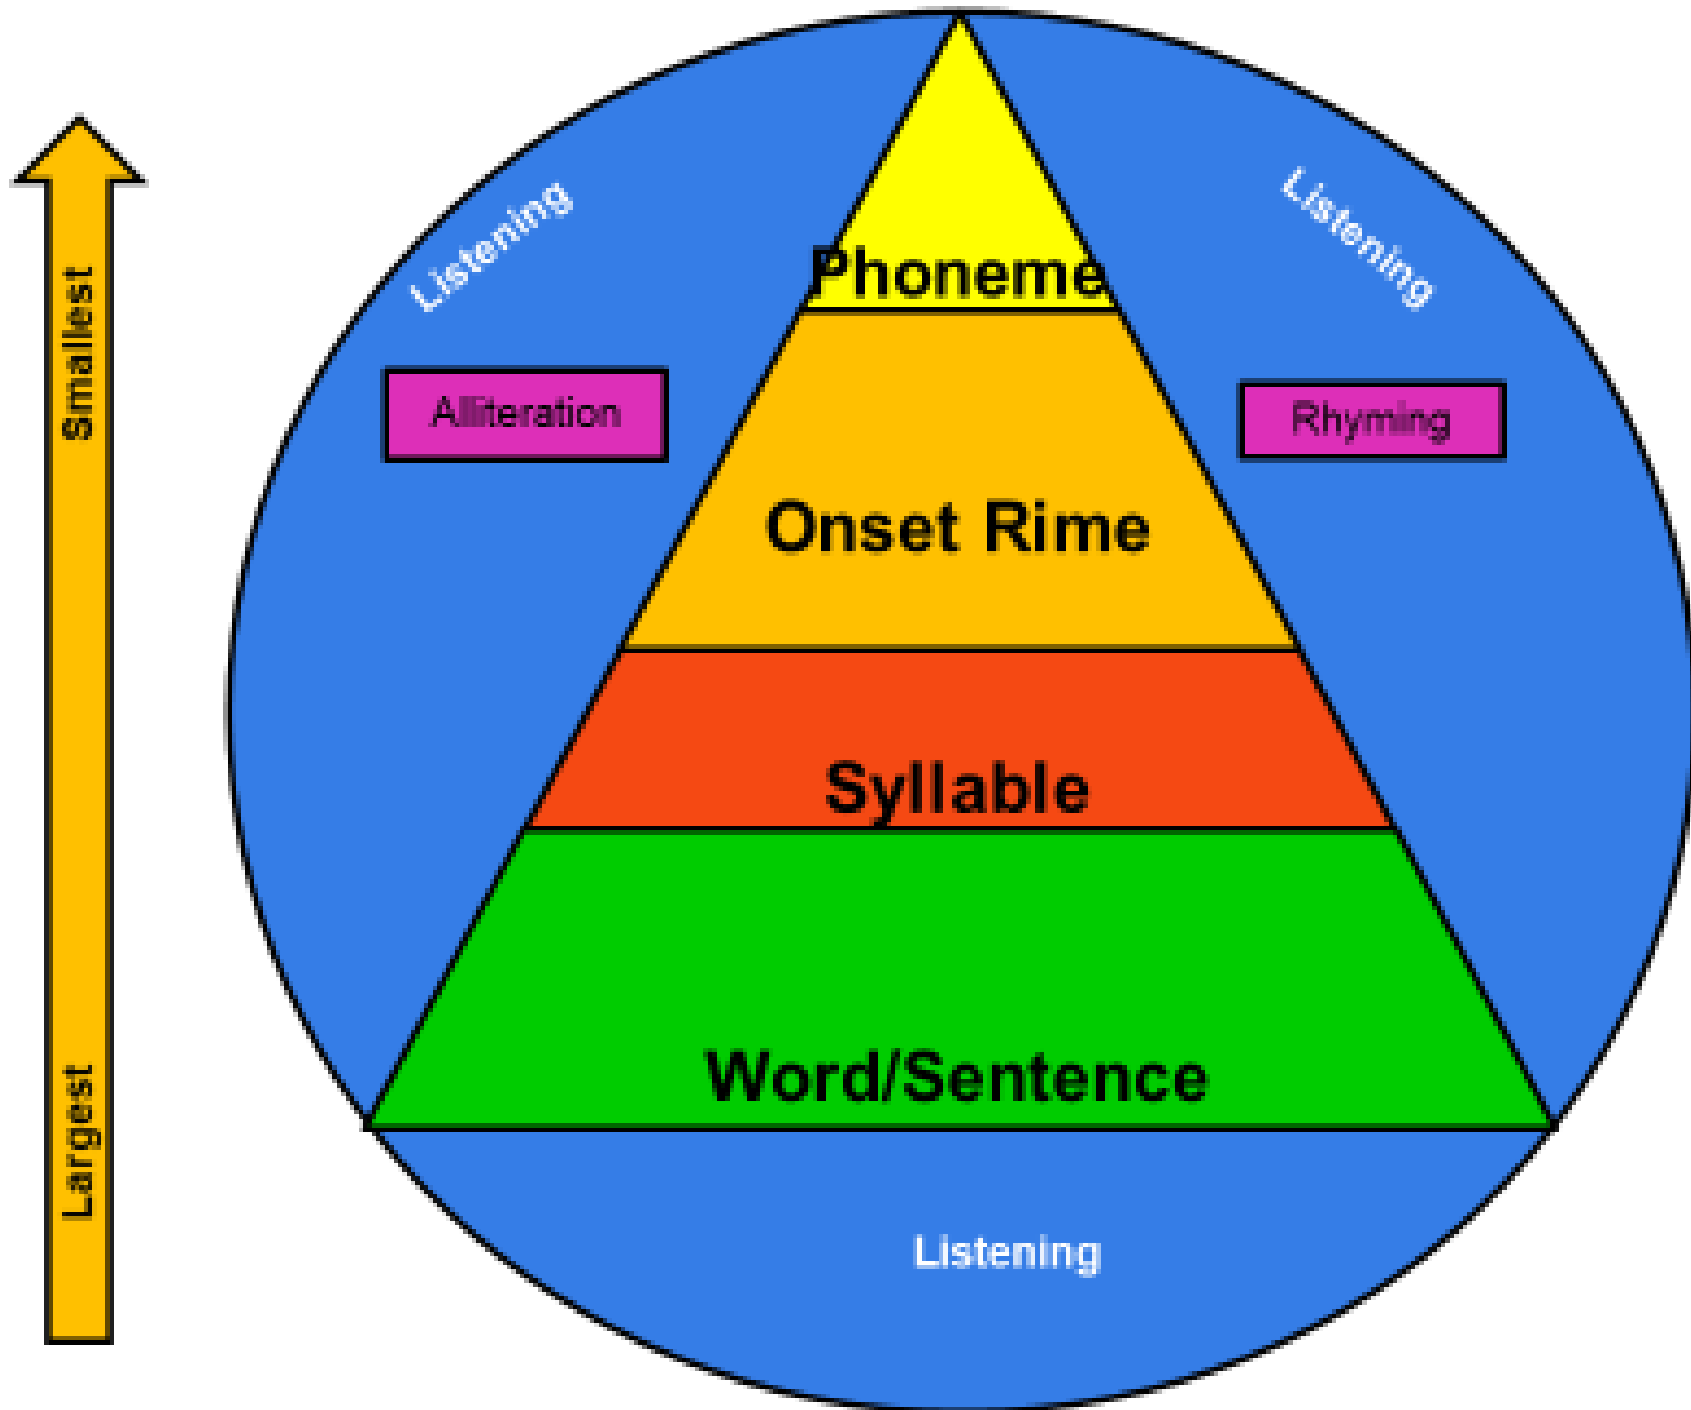 Listening
Listening
Smallest
Phoneme
Alliteration
Rhyming
Onset Rime
Syllable
Word/Sentence
Largest
Listening